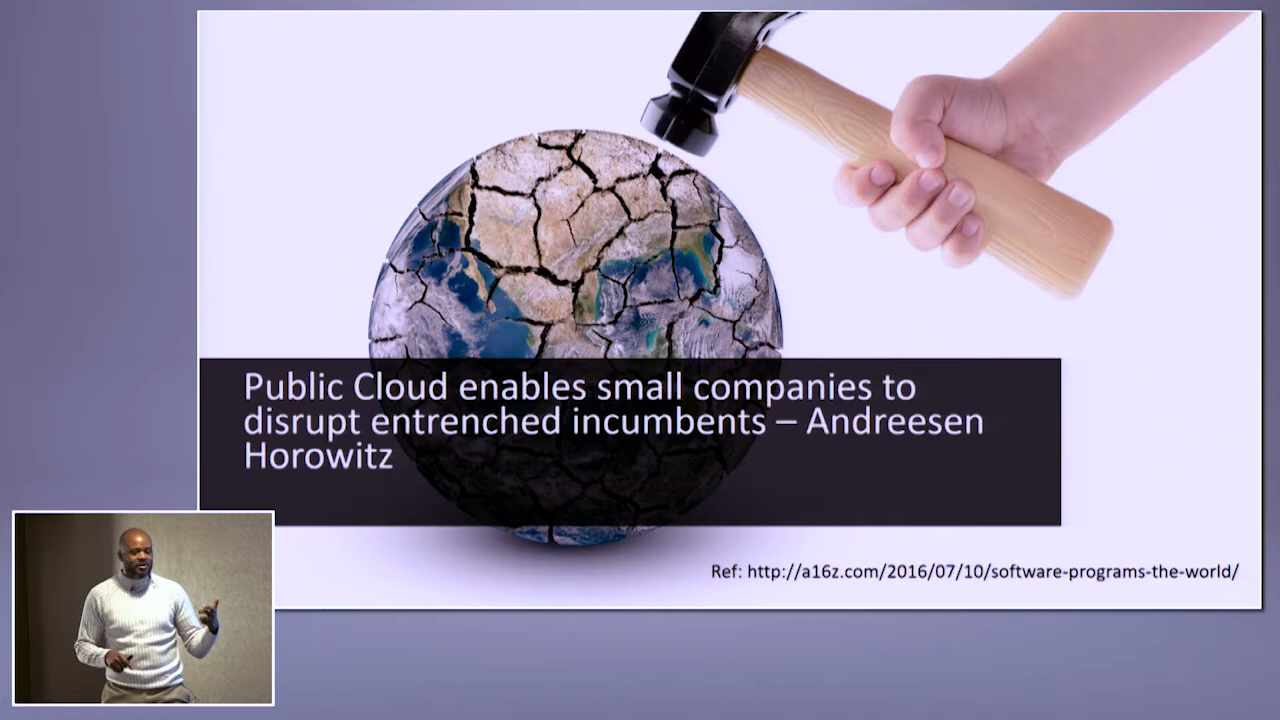 Public Cloud enables small companies to
disrupt entrenched incumbents – Andreesen
Horowitz
Ref: http://a16z.com/2016/07/10/software-programs-the-world/